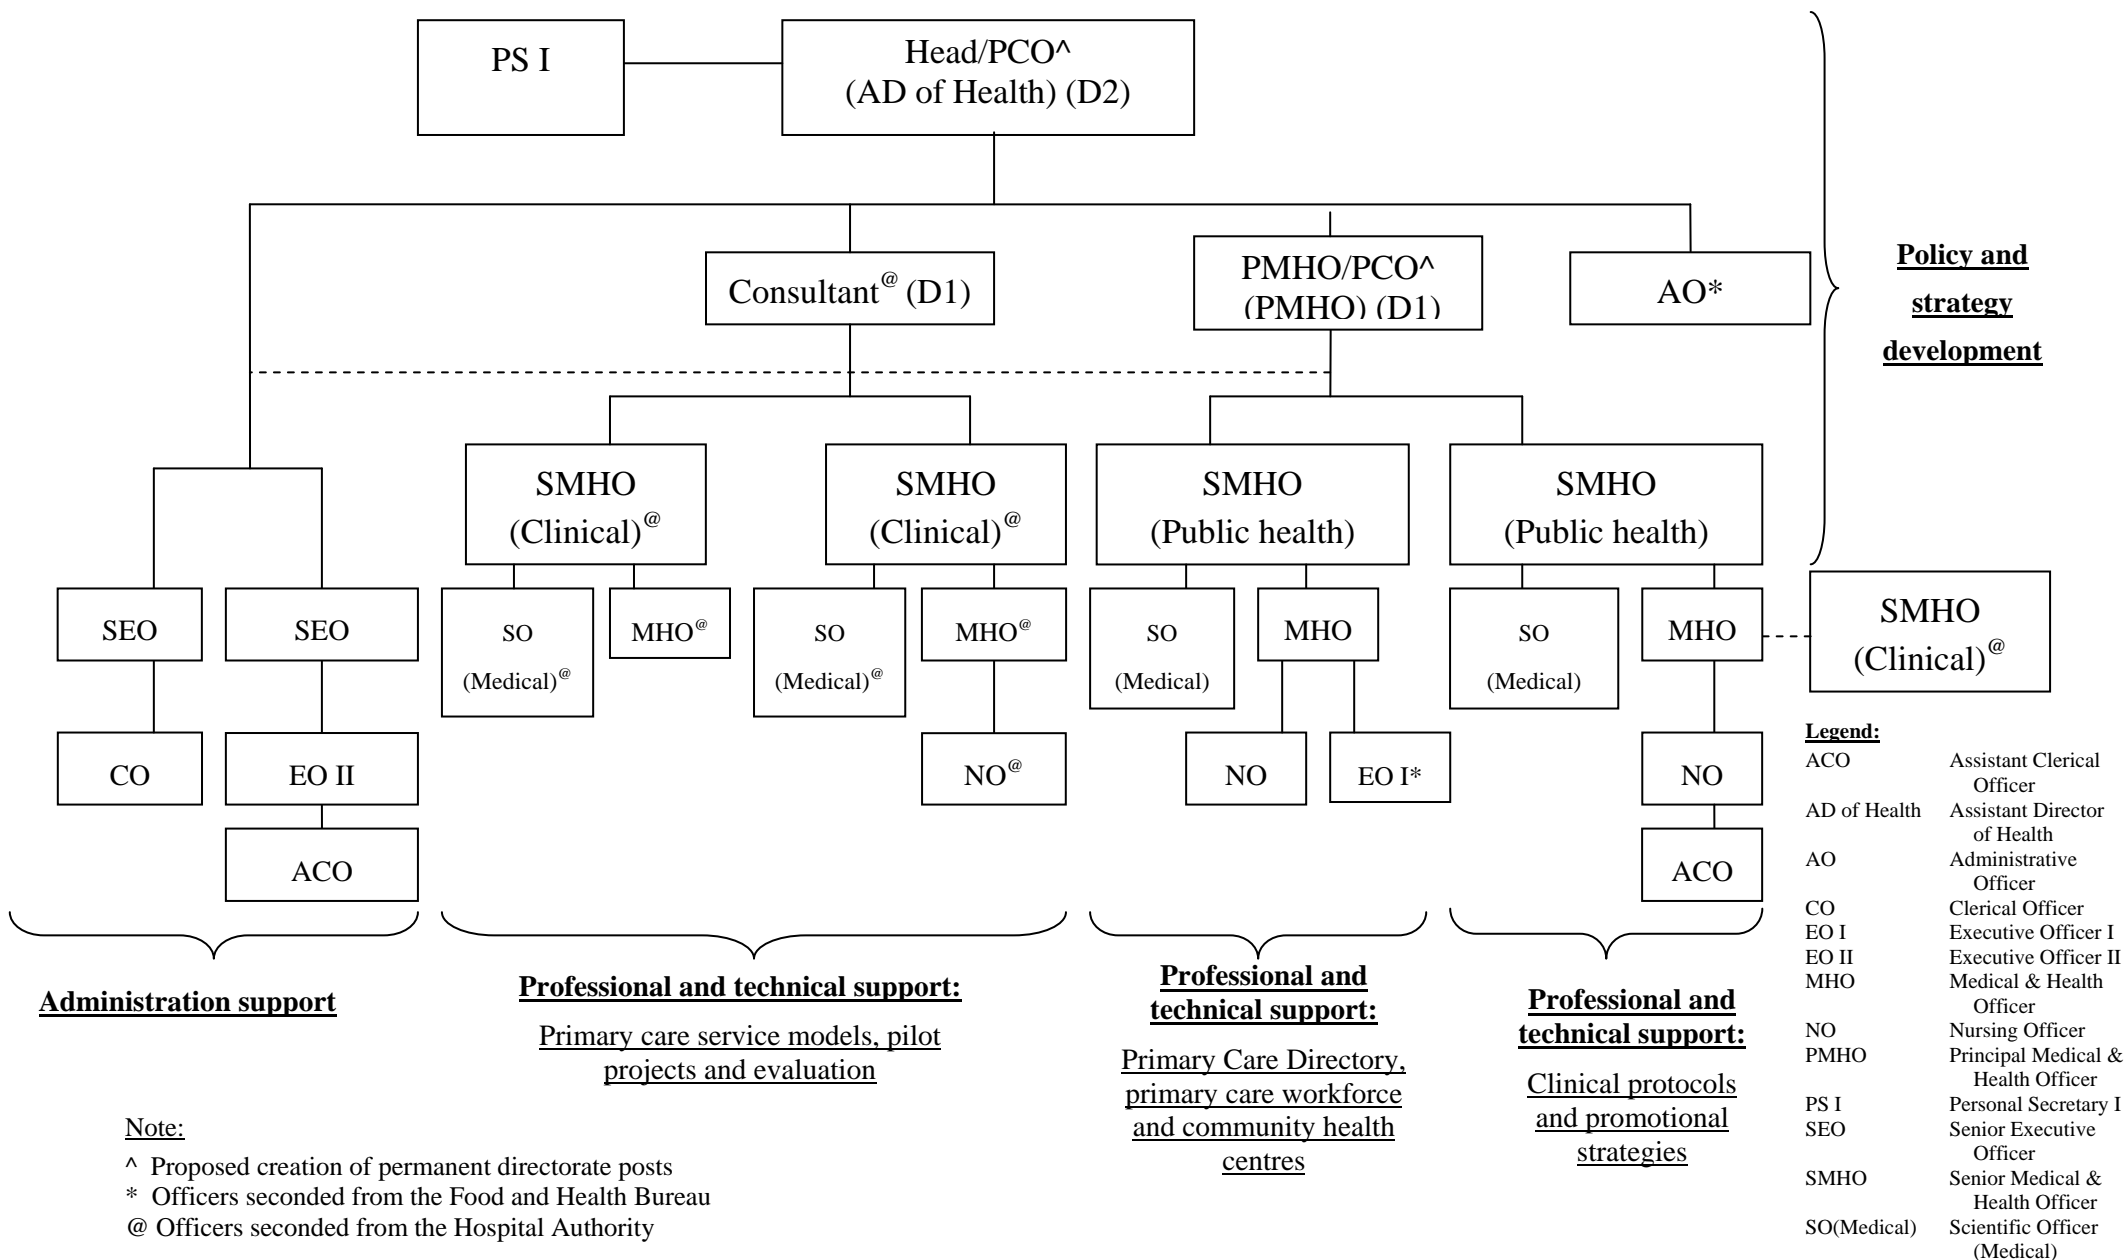 PS I
Head/PCO^
(AD of Health) (D2)
Consultant@ (D1)
PMHO/PCO^
(PMHO) (D1)
AO*
Policy and
strategy
development
SMHO
(Clinical)@
SMHO
(Clinical)@
SMHO
(Public health)
SMHO
(Public health)
SEO
SEO
SO
(Medical)@
MHO@
SO
(Medical)@
MHO@
SO
(Medical)
MHO
SO
(Medical)
MHO
SMHO
(Clinical)@
CO
EO II
NO@
NO
EO I*
NO
ACO
ACO
Administration support
Professional and technical support:
Primary care service models, pilot
projects and evaluation
Professional and
technical support:
Primary Care Directory,
primary care workforce
and community health
centres
Professional and
technical support:
Clinical protocols
and promotional
strategies
Legend:
ACO Assistant Clerical
Officer
AD of Health Assistant Director
of Health
AO Administrative
Officer
CO Clerical Officer
EO I Executive Officer I
EO II Executive Officer II
MHO Medical & Health
Officer
NO Nursing Officer
PMHO Principal Medical &
Health Officer
PS I Personal Secretary I
SEO Senior Executive
Officer
SMHO Senior Medical &
Health Officer
SO(Medical) Scientific Officer
(Medical)
Note:
^ Proposed creation of permanent directorate posts
* Officers seconded from the Food and Health Bureau
@ Officers seconded from the Hospital Authority